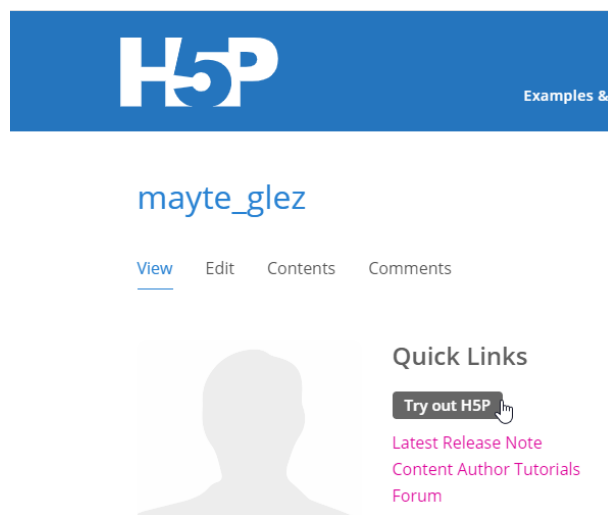 H5P
Examples &
mayte_glez
View Edit Contents Comments
Quick Links
Try out H5P
Latest Release Note
Content Author Tutorials
Forum